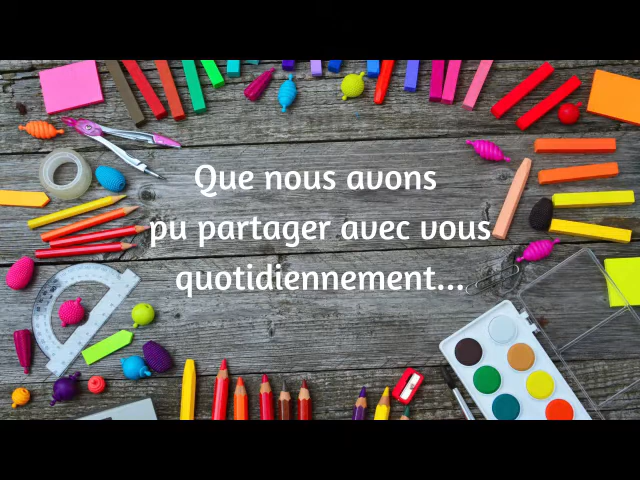 Que nous avons
pu partager avec vous
quotidiennement...